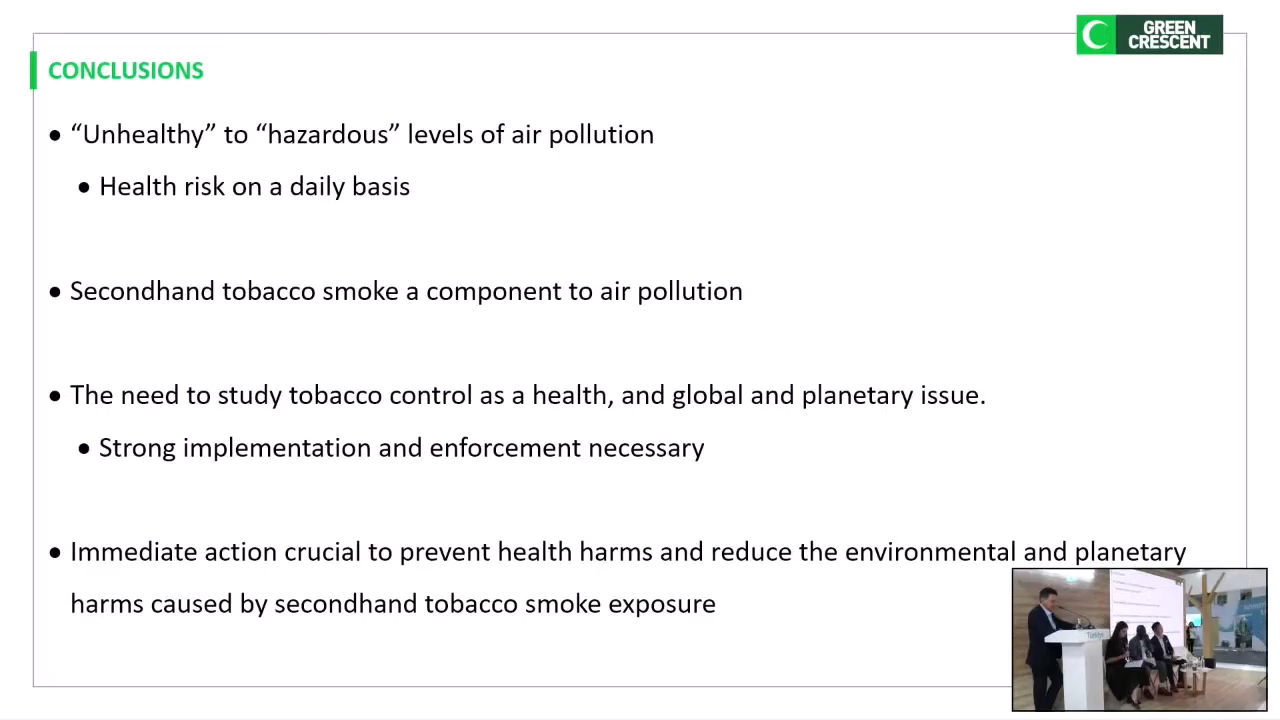 GREEN
CRESCENT
CONCLUSIONS
● “Unhealthy” to “hazardous” levels of air pollution
● Health risk on a daily basis
● Secondhand tobacco smoke a component to air pollution
● The need to study tobacco control as a health, and global and planetary issue.
● Strong implementation and enforcement necessary
● Immediate action crucial to prevent health harms and reduce the environmental and planetary
harms caused by secondhand tobacco smoke exposure